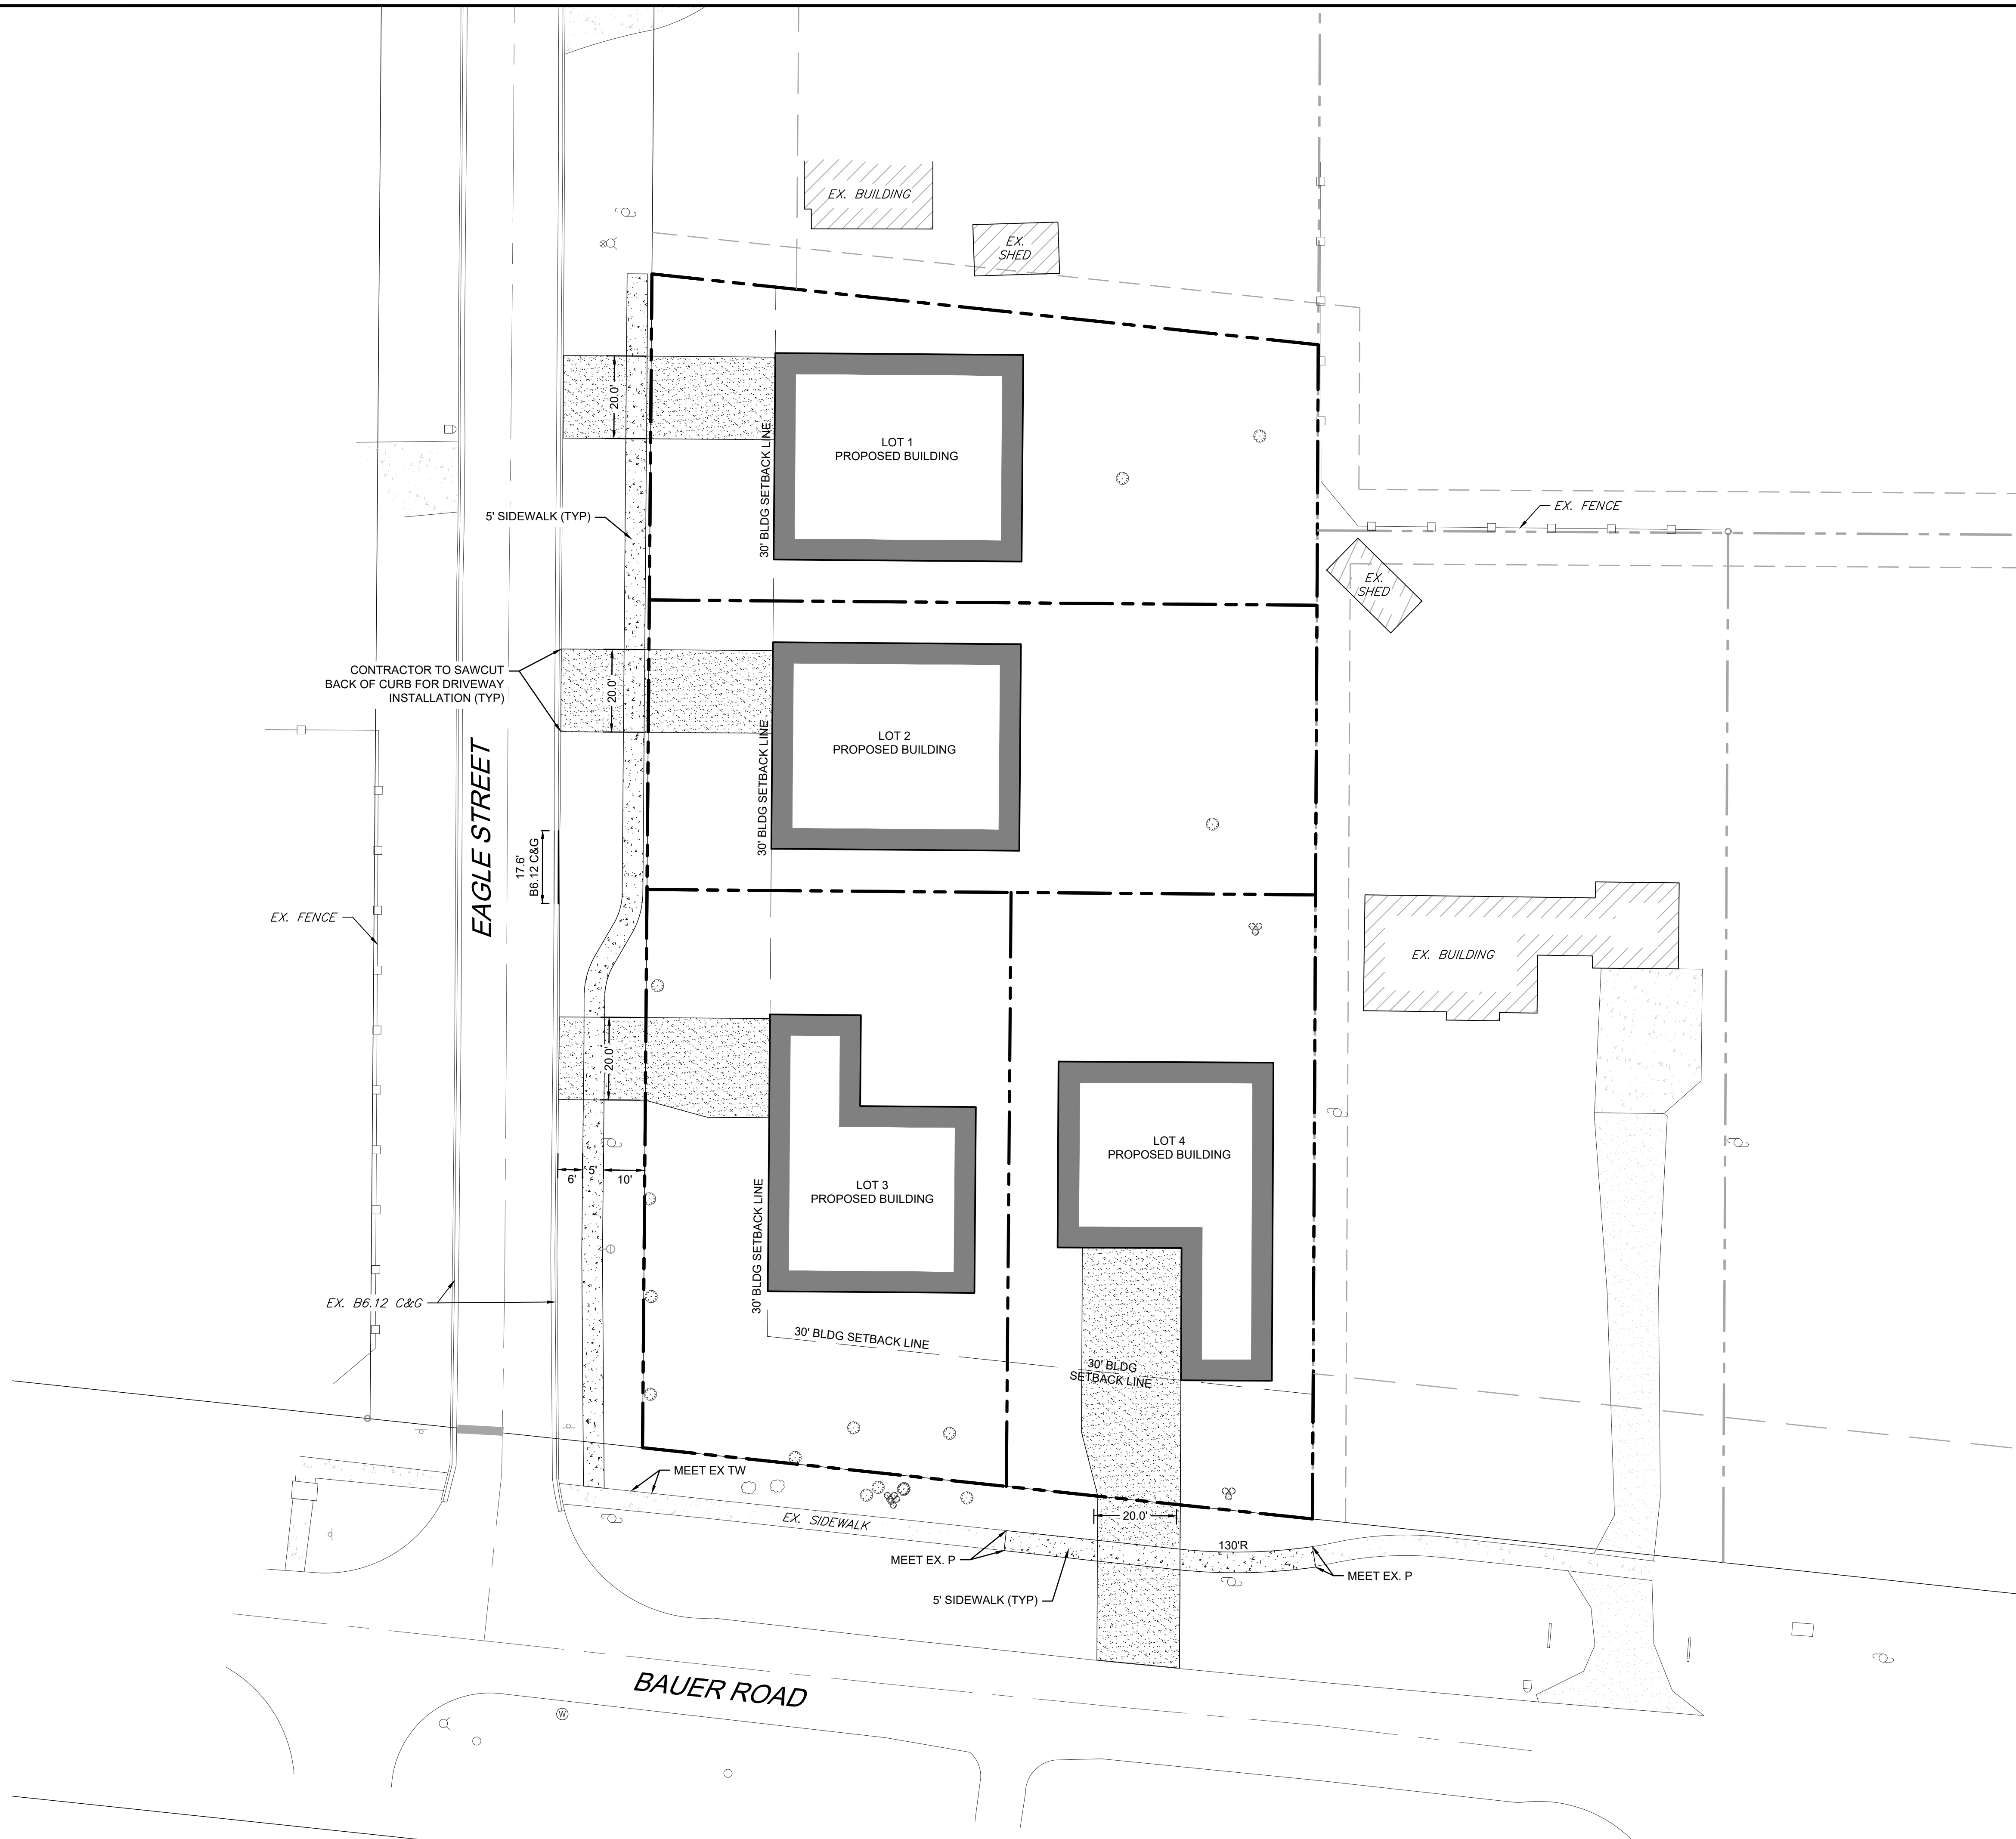 EX. BUILDING
EX.
SHED
20.0'
30' BLDG SETBACK LINE
LOT 1
PROPOSED BUILDING
5' SIDEWALK (TYP)
EX. FENCE
EX.
SHED
CONTRACTOR TO SAWCUT
BACK OF CURB FOR DRIVEWAY
INSTALLATION (TYP)
20.0'
30' BLDG SETBACK LINE
LOT 2
PROPOSED BUILDING
EAGLE STREET
17.6'
B6.12 C&G
EX. FENCE
EX. BUILDING
20.0'
LOT 4
PROPOSED BUILDING
6'
5'
10'
30' BLDG SETBACK LINE
LOT 3
PROPOSED BUILDING
EX. B6.12 C&G
30' BLDG SETBACK LINE
30' BLDG
SETBACK LINE
MEET EX TW
EX. SIDEWALK
20.0'
130'R
MEET EX. P
MEET EX. P
5' SIDEWALK (TYP)
BAUER ROAD
W